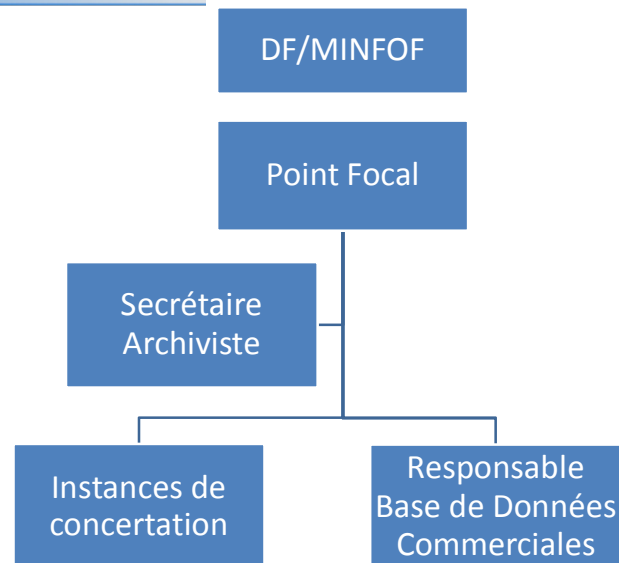 DF/MINFOF
Point Focal
Secrétaire
Archiviste
Instances de
concertation
Responsable
Base de Données
Commerciales